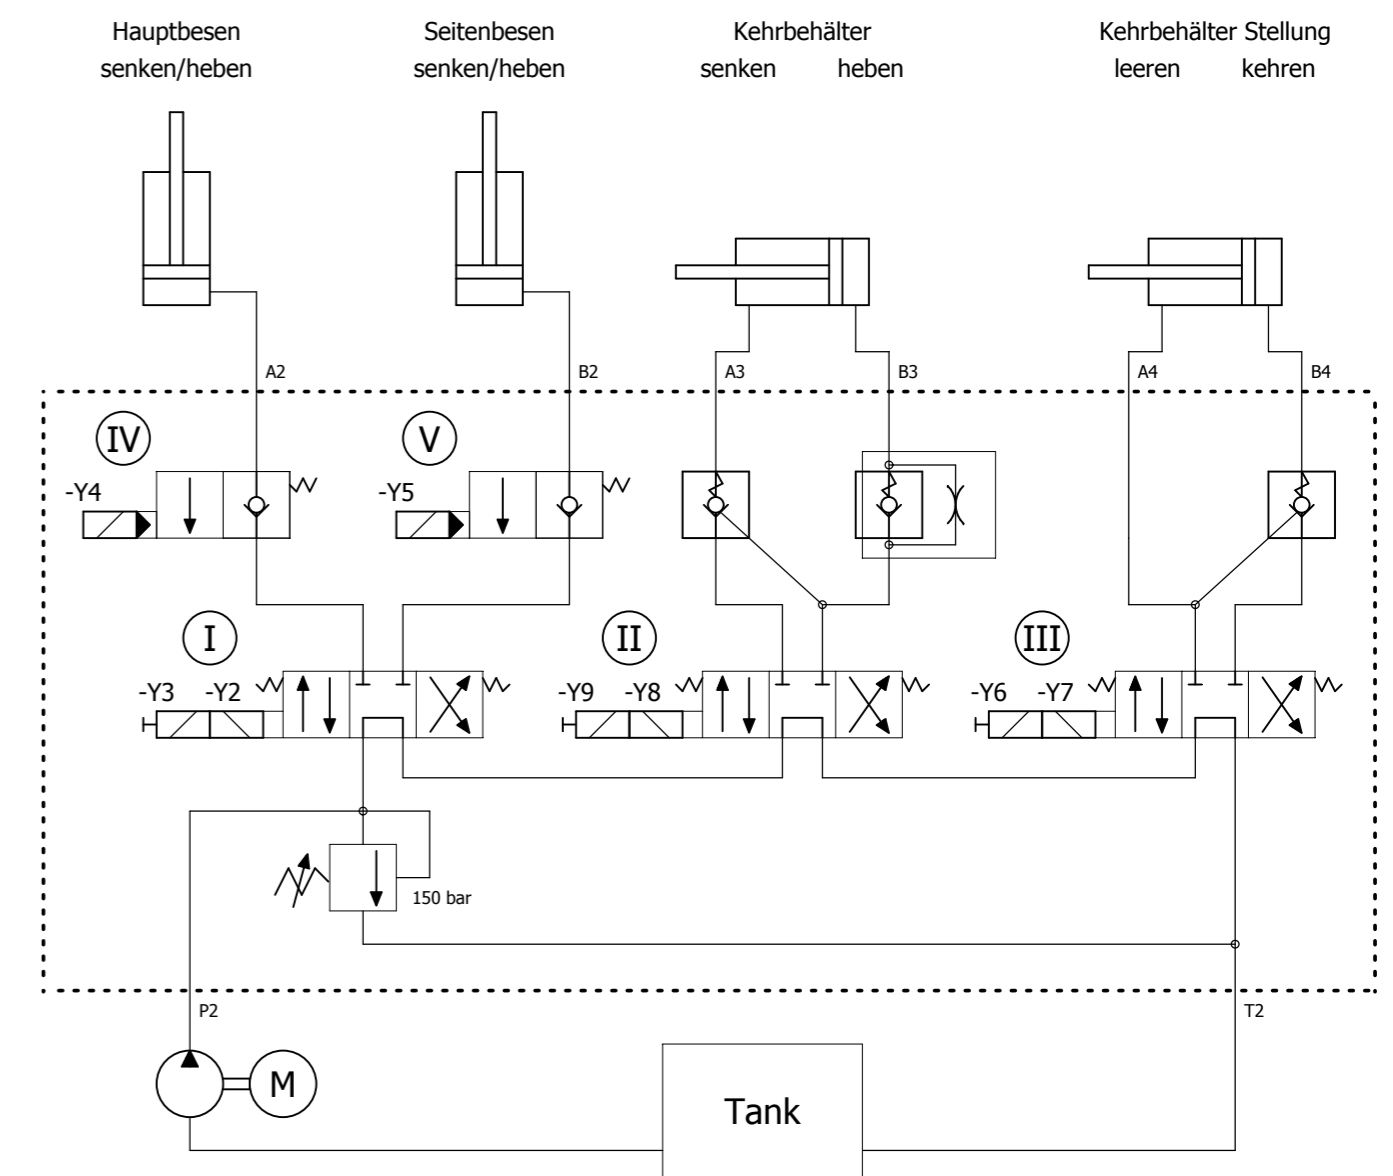 Hauptbesen
senken/heben
Seitenbesen
senken/heben
Kehrbehälter
senken heben
Kehrbehälter Stellung
leeren kehren
A2
B2
A3
B3
A4
B4
IV
-Y4
V
-Y5
I
-Y3 -Y2
II
-Y9 -Y8
III
-Y6 -Y7
150 bar
P2
T2
M
Tank